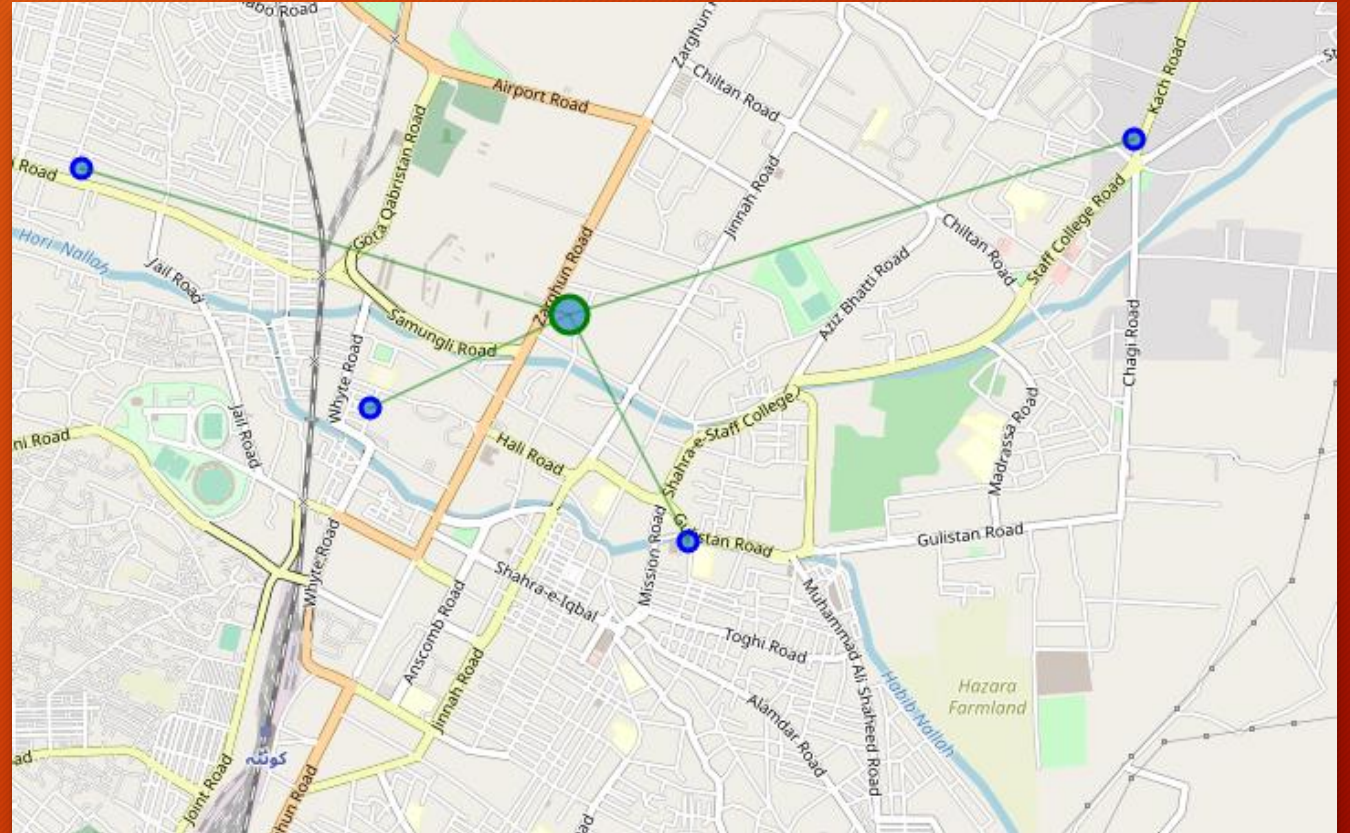 Airport Road
Zarghun
Chiltan Road
Kach Road
Road
Gora Qabristan Road
Jinnah Road
Hori Nallah
Jail Road
Zarghun Road
Chiltan Road
Staff College Road
Samungli Road
Aziz Bhatti Road
Whyte Road
Chagi Road
Jail Road
Shahra-e-Staff College
Madrassa Road
ni Road
Hali Road
Gulistan Road
Gulistan Road
Mission Road
Whyte Road
Shahra-e-Iqbal
Anscomb Road
Toghi Road
Muhammad Ali Shaheed Road
Habib Nallah
Hazara
Farmland
Jinnah Road
Alamdar Road
کوئٹہ
Joint Road
hun Road